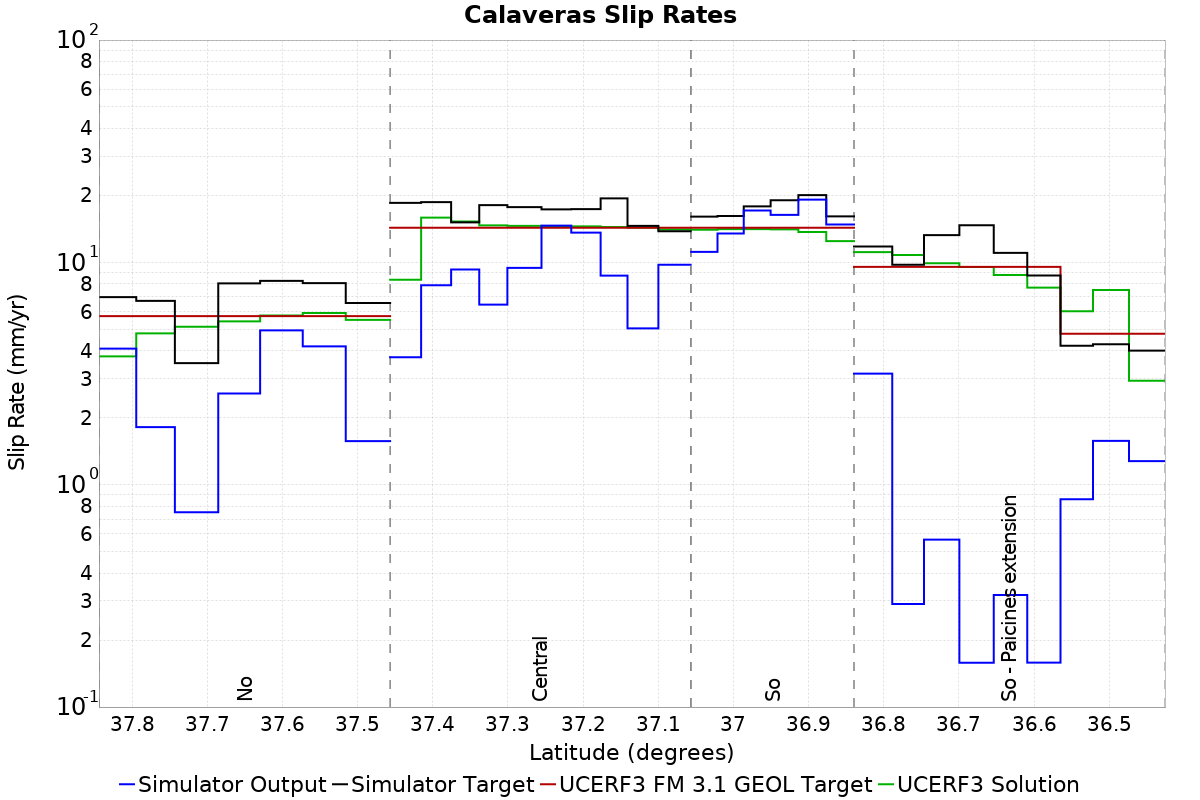 Calaveras Slip Rates
Slip Rate (mm/yr)
10^2
8
6
4
3
2
10^1
8
6
4
3
2
10^0
8
6
4
3
2
10^-1
No
Central
So
So - Paicines extension
37.8 37.7 37.6 37.5 37.4 37.3 37.2 37.1 37 36.9 36.8 36.7 36.6 36.5
Latitude (degrees)
Simulator Output Simulator Target UCERF3 FM 3.1 GEOL Target UCERF3 Solution